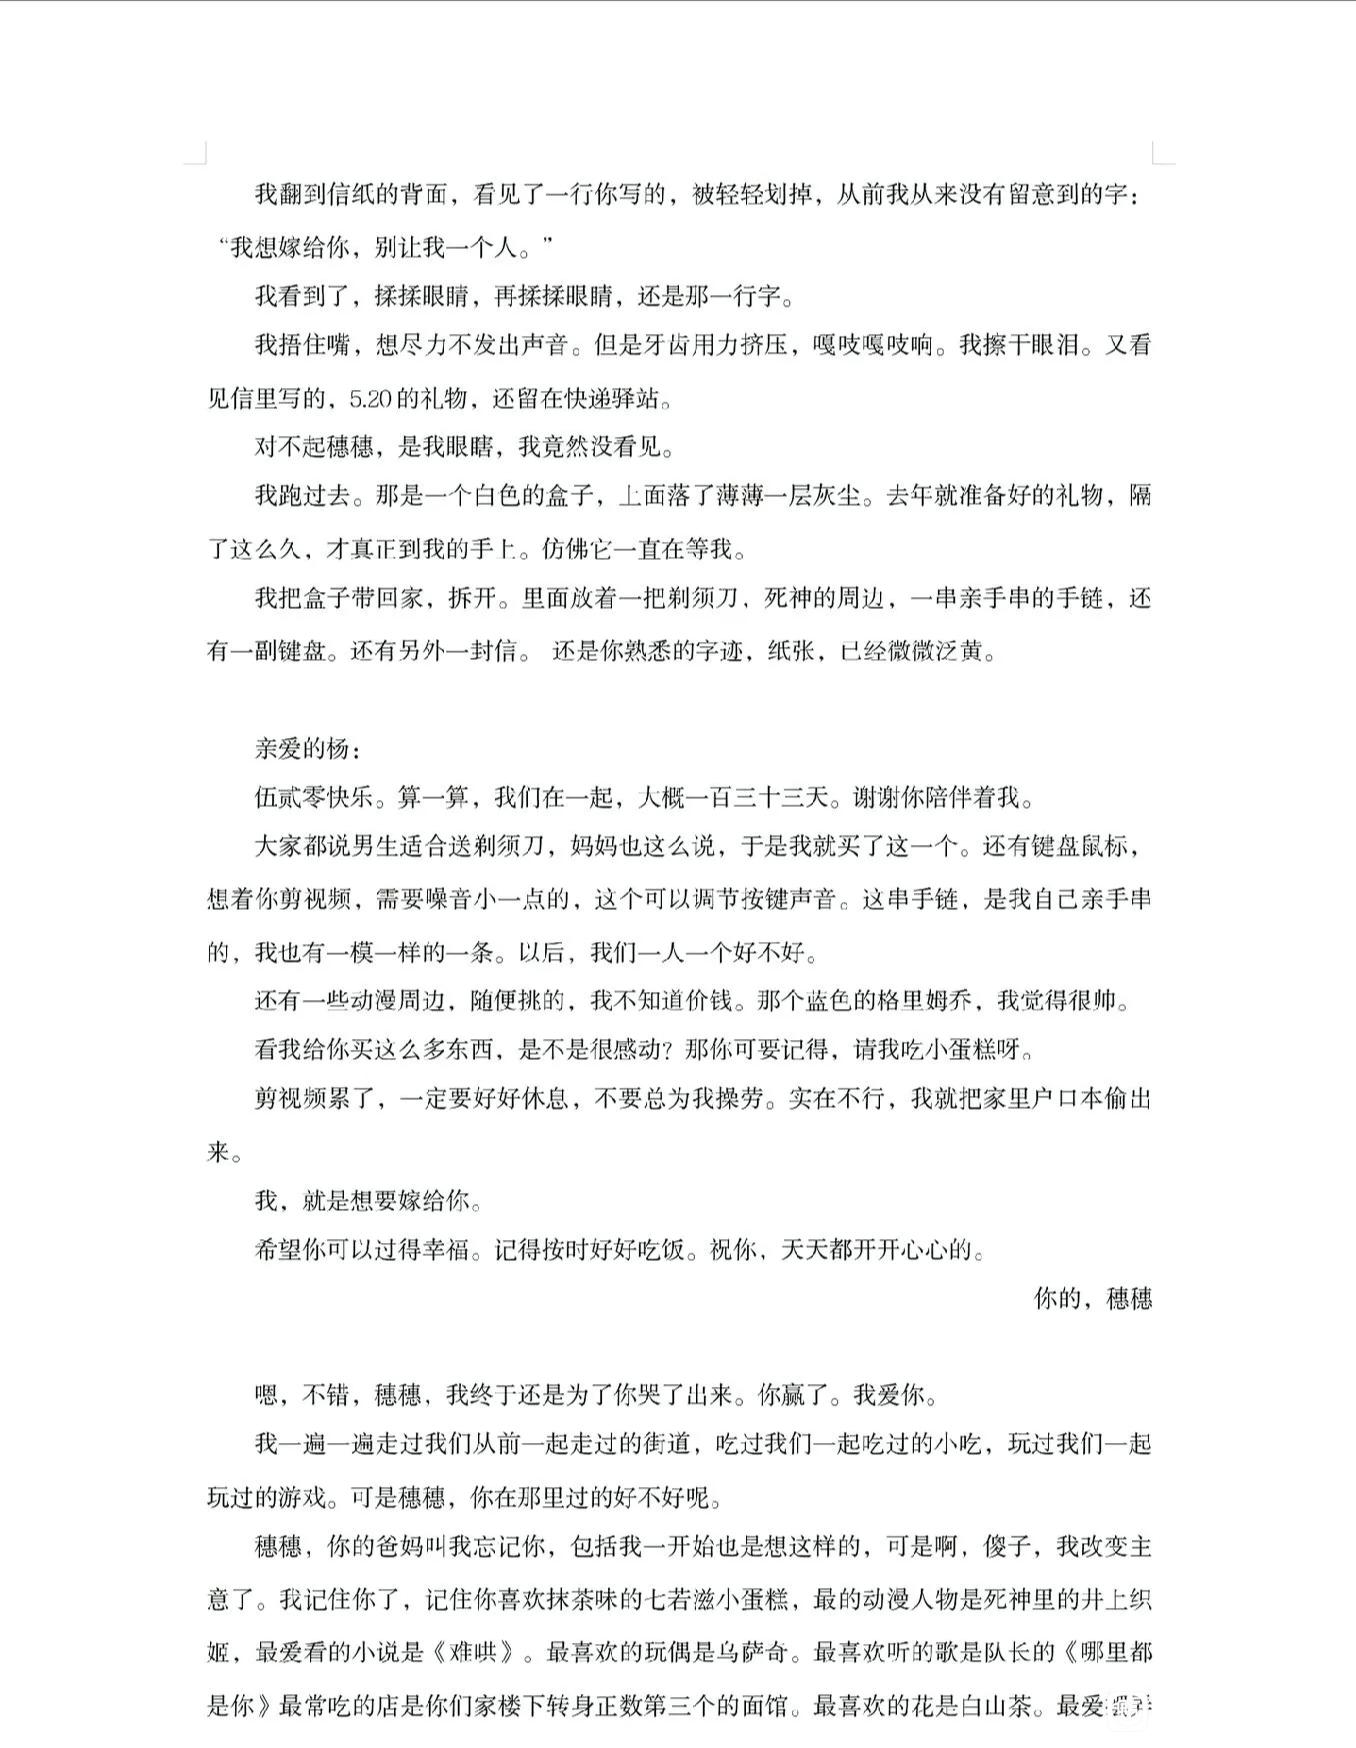 我翻到信纸的背面，看见了一行你写的，被轻轻划掉，从前我从来没有留意到的字：
“我想嫁给你，别让我一个人。”
我看到了，揉揉眼睛，再揉揉眼睛，还是那一行字。
我捂住嘴，想尽力不发出声音。但是牙齿用力挤压，嘎吱嘎吱响。我擦干眼泪。又看
见信里写的，5.20的礼物，还留在快递驿站。
对不起穗穗，是我眼瞎，我竟然没看见。
我跑过去。那是一个白色的盒子，上面落了薄薄一层灰尘。去年就准备好的礼物，隔
了这么久，才真正到我的手上。仿佛它一直在等我。
我把盒子带回家，拆开。里面放着一把剃须刀，死神的周边，一串亲手串的手链，还
有一副键盘。还有另外一封信。 还是你熟悉的字迹，纸张，已经微微泛黄。
亲爱的杨：
伍贰零快乐。算一算，我们在一起，大概一百三十三天。谢谢你陪伴着我。
大家都说男生适合送剃须刀，妈妈也这么说，于是我就买了这一个。还有键盘鼠标，
想着你剪视频，需要噪音小一点的，这个可以调节按键声音。这串手链，是我自己亲手串
的，我也有一模一样的一条。以后，我们一人一个好不好。
还有一些动漫周边，随便挑的，我不知道价钱。那个蓝色的格里姆乔，我觉得很帅。
看我给你买这么多东西，是不是很感动？那你可要记得，请我吃小蛋糕呀。
剪视频累了，一定要好好休息，不要总为我操劳。实在不行，我就把家里户口本偷出
来。
我，就是想要嫁给你。
希望你可以过得幸福。记得按时好好吃饭。祝你，天天都开开心心的。
你的，穗穗
嗯，不错，穗穗，我终于还是为了你哭了出来。你赢了。我爱你。
我一遍一遍走过我们从前一起走过的街道，吃过我们一起吃过的小吃，玩过我们一起
玩过的游戏。可是穗穗，你在那里过的好不好呢。
穗穗，你的爸妈叫我忘记你，包括我一开始也是想这样的，可是啊，傻子，我改变主
意了。我记住你了，记住你喜欢抹茶味的七若滋小蛋糕，最的动漫人物是死神里的井上织
姬，最爱看的小说是《难哄》。最喜欢的玩偶是乌萨奇。最喜欢听的歌是队长的《哪里都
是你》最常吃的店是你们家楼下转身正数第三个的面馆。最喜欢的花是白山茶。最爱